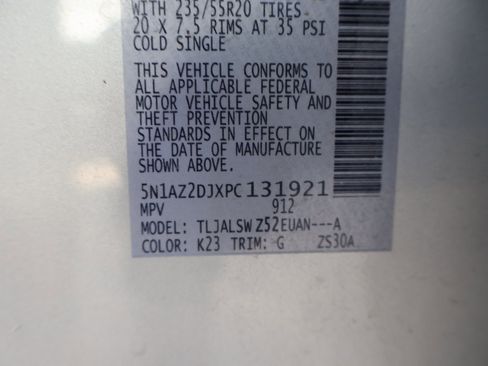 WITH 235/55R20 TIRES
20 X 7.5 RIMS AT 35 PSI
COLD SINGLE
THIS VEHICLE CONFORMS TO
ALL APPLICABLE FEDERAL
MOTOR VEHICLE SAFETY AND
THEFT PREVENTION
STANDARDS IN EFFECT ON
THE DATE OF MANUFACTURE
SHOWN ABOVE.
5N1AZ2DJXPC131921
MPV 912
MODEL: TLJALSWZ52EUAN---A
COLOR: K23 TRIM: G ZS30A